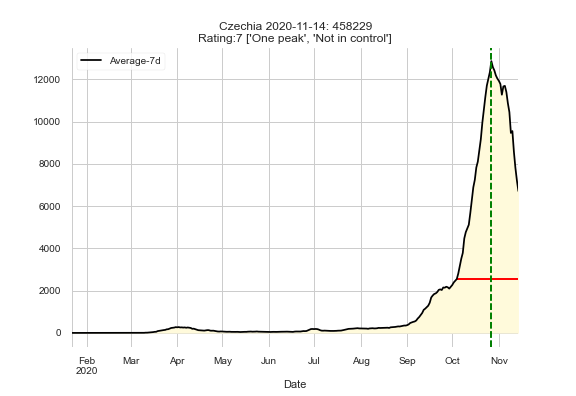 Czechia 2020-11-14: 458229
Rating:7 ['One peak', 'Not in control']
Average-7d
12000
10000
8000
6000
4000
2000
0
Feb Mar Apr May Jun Jul Aug Sep Oct Nov
2020
Date